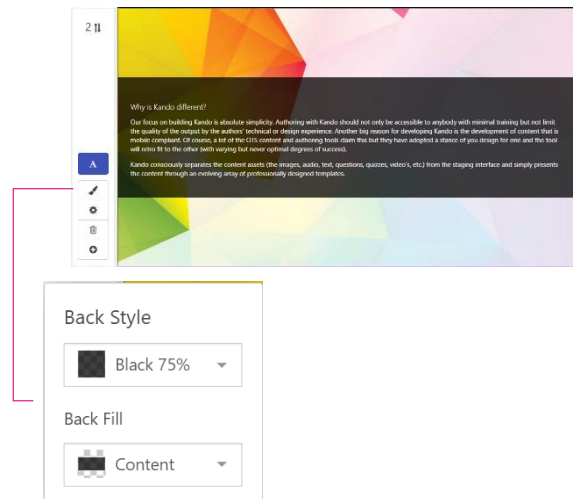 2
Why is Kando different?
Our focus on building Kando is absolute simplicity. Authoring with Kando should not only be accessible to anybody with minimal training but not limit
the quality of the output by the authors' technical or design experience. Another big reason for developing Kando is the development of content that is
mobile compliant. Of course, a lot of the OTS content and authoring tools claim this but they have adopted a stance of you design for one and the tool
will retro fit to the other (with varying but never optimal degrees of success).
Kando consciously separates the content assets (the images, audio, text, questions, quizzes, video's, etc.) from the staging interface and simply presents
the content through an evolving array of professionally designed templates.
A
Back Style
Black 75%
Back Fill
Content